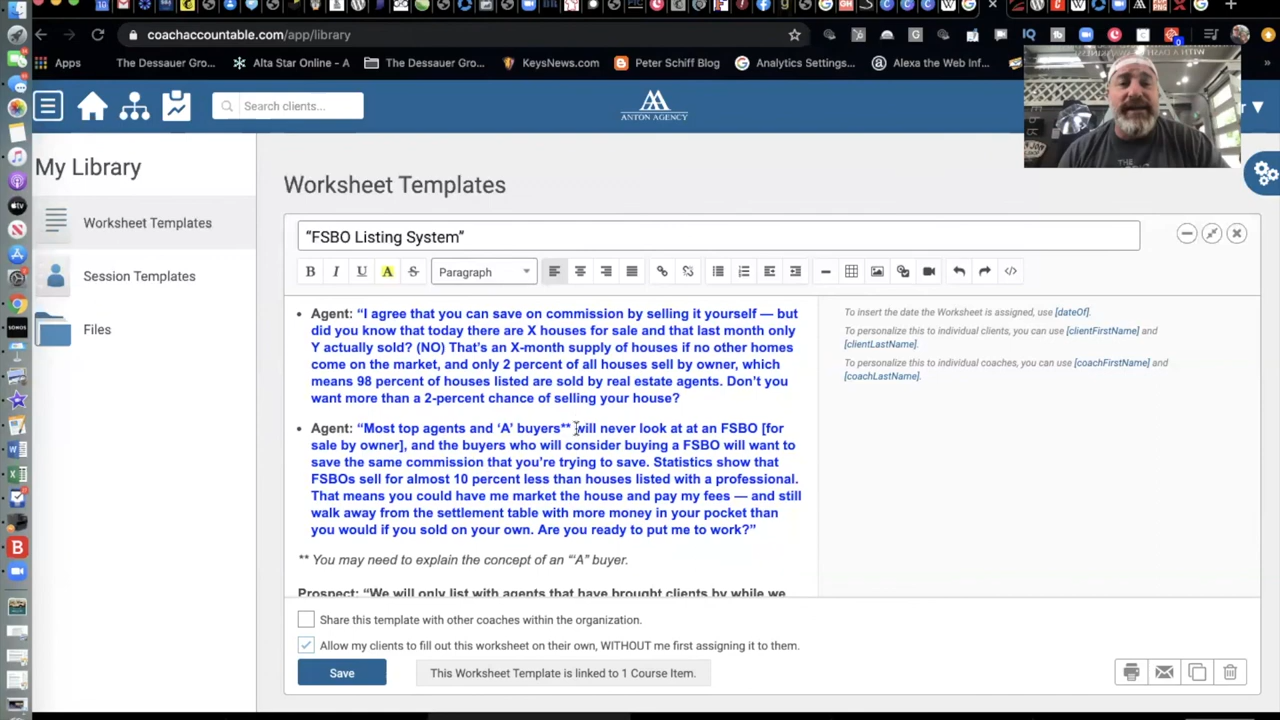 coachaccountable.com/app/library
Apps The Dessauer Gro... Alta Star Online - A The Dessauer Gro... KeysNews.com Peter Schiff Blog Analytics Settings... Alexa the Web Inf...
Search clients...
ANTON AGENCY
My Library
Worksheet Templates
Session Templates
Files
Worksheet Templates
“FSBO Listing System”
B I U A S Paragraph
• Agent: “I agree that you can save on commission by selling it yourself — but
did you know that today there are X houses for sale and that last month only
Y actually sold? (NO) That’s an X-month supply of houses if no other homes
come on the market, and only 2 percent of all houses sell by owner, which
means 98 percent of houses listed are sold by real estate agents. Don’t you
want more than a 2-percent chance of selling your house?
• Agent: “Most top agents and ‘A’ buyers** will never look at at an FSBO [for
sale by owner], and the buyers who will consider buying a FSBO will want to
save the same commission that you’re trying to save. Statistics show that
FSBOs sell for almost 10 percent less than houses listed with a professional.
That means you could have me market the house and pay my fees — and still
walk away from the settlement table with more money in your pocket than
you would if you sold on your own. Are you ready to put me to work?”
** You may need to explain the concept of an “‘A” buyer.
Prospect: “We will only list with agents that have brought clients by while we
To insert the date the Worksheet is assigned, use [dateOf].
To personalize this to individual clients, you can use [clientFirstName] and
[clientLastName].
To personalize this to individual coaches, you can use [coachFirstName] and
[coachLastName].
Share this template with other coaches within the organization.
Allow my clients to fill out this worksheet on their own, WITHOUT me first assigning it to them.
Save
This Worksheet Template is linked to 1 Course Item.